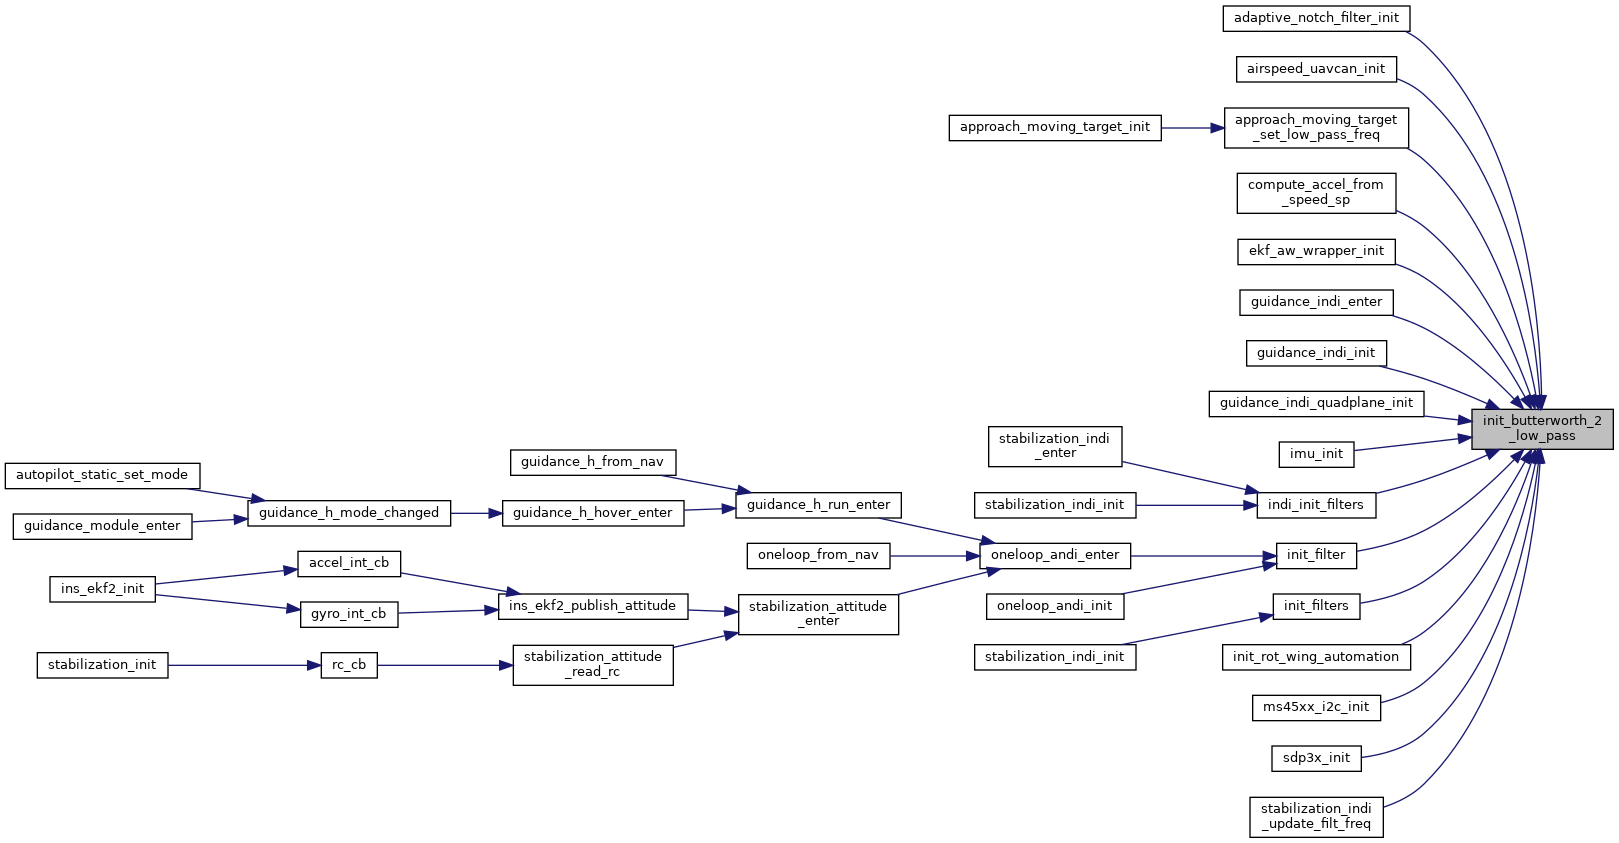 adaptive_notch_filter_init
airspeed_uavcan_init
approach_moving_target_init
approach_moving_target
_set_low_pass_freq
compute_accel_from
_speed_sp
ekf_aw_wrapper_init
guidance_indi_enter
guidance_indi_init
guidance_indi_quadplane_init
init_butterworth_2
_low_pass
imu_init
stabilization_indi
_enter
stabilization_indi_init
indi_init_filters
guidance_h_from_nav
autopilot_static_set_mode
guidance_module_enter
guidance_h_mode_changed
guidance_h_hover_enter
guidance_h_run_enter
oneloop_from_nav
oneloop_andi_enter
init_filter
accel_int_cb
ins_ekf2_init
gyro_int_cb
ins_ekf2_publish_attitude
stabilization_attitude
_enter
oneloop_andi_init
init_filters
stabilization_init
rc_cb
stabilization_attitude
_read_rc
stabilization_indi_init
init_rot_wing_automation
ms45xx_i2c_init
sdp3x_init
stabilization_indi
_update_filt_freq